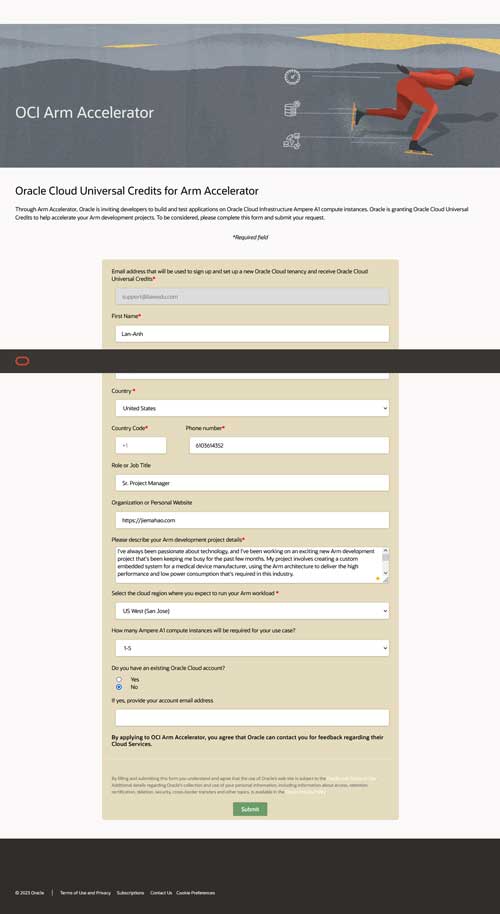 OCI Arm Accelerator
Oracle Cloud Universal Credits for Arm Accelerator
Through Arm Accelerator, Oracle is inviting developers to build and test applications on Oracle Cloud Infrastructure Ampere A1 compute instances. Oracle is granting Oracle Cloud Universal
Credits to help accelerate your Arm development projects. To be considered, please complete this form and submit your request.
*Required field
Email address that will be used to sign up and set up a new Oracle Cloud tenancy and receive Oracle Cloud
Universal Credits*
First Name*
Lan-Anh
Country *
United States
Country Code* Phone number*
+1 6103614352
Role or Job Title
Sr. Project Manager
Organization or Personal Website
https://jiemahao.com
Please describe your Arm development project details*
I've always been passionate about technology, and I've been working on an exciting new Arm development
project that's been keeping me busy for the past few months. My project involves creating a custom
embedded system for a medical device manufacturer, using the Arm architecture to deliver the high
performance and low power consumption that's required in this industry.
Select the cloud region where you expect to run your Arm workload *
US West (San Jose)
How many Ampere A1 compute instances will be required for your use case?
1-5
Do you have an existing Oracle Cloud account?
Yes
No
If yes, provide your account email address
By applying to OCI Arm Accelerator, you agree that Oracle can contact you for feedback regarding their
Cloud Services.
By filling and submitting this form you understand and agree that the use of Oracle's web site is subject to the
Additional details regarding Oracle's collection and use of your personal information, including information about access, retention,
rectification, deletion, security, cross-border transfers and other topics, is available in the
Submit
© 2023 Oracle | Terms of Use and Privacy Subscriptions Contact Us Cookie Preferences